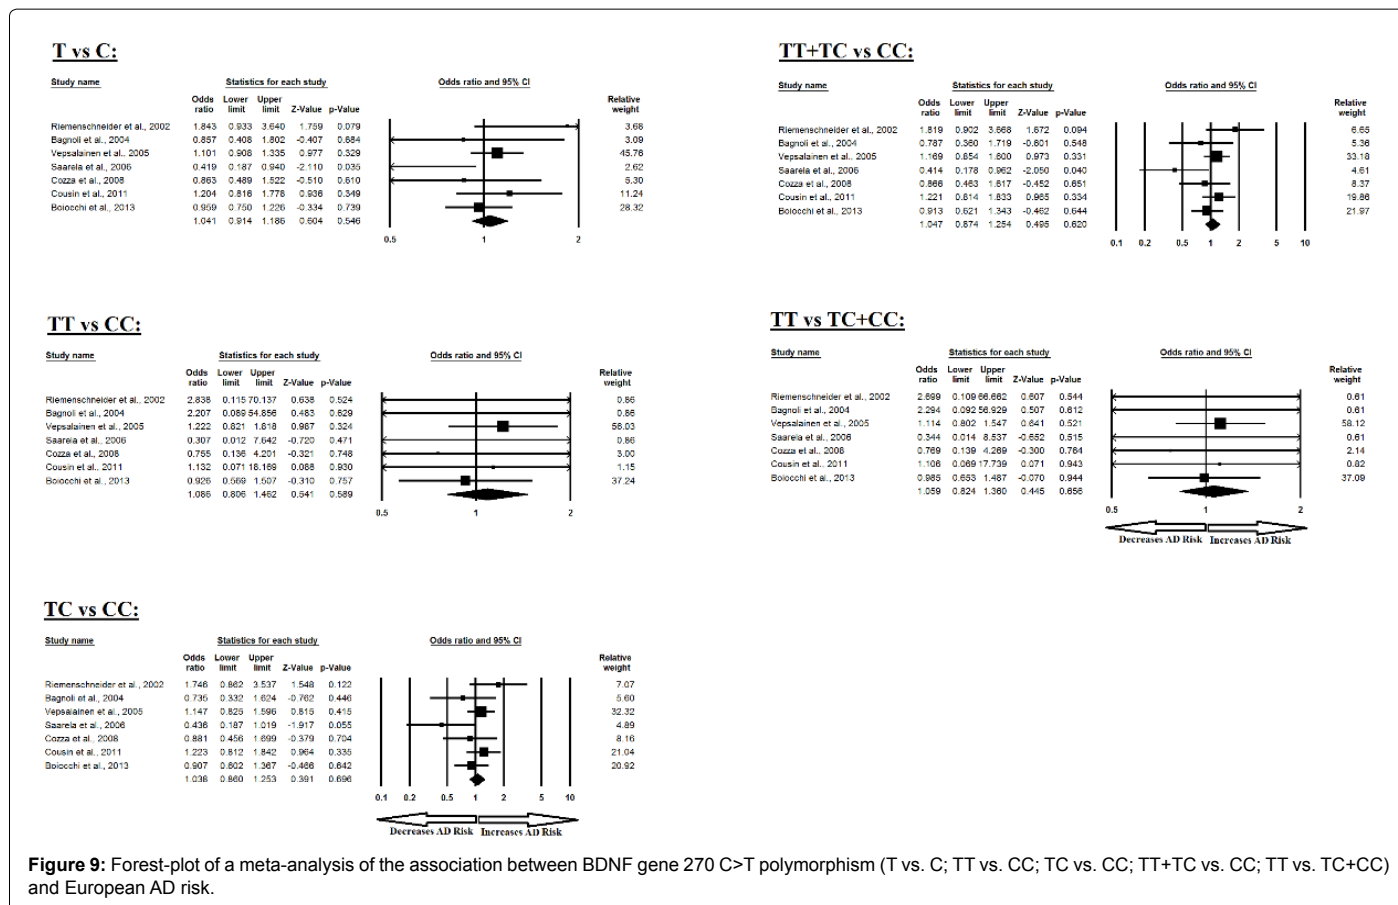 T vs C:
Study name Statistics for each study Odds ratio and 95% CI
Odds ratio Lower limit Upper limit Z-Value p-Value Relative weight
Riemenschneider et al., 2002 1.843 0.933 3.640 1.759 0.079 3.68
Bagnoli et al., 2004 0.857 0.408 1.802 -0.407 0.684 3.09
Vepsalainen et al., 2005 1.101 0.908 1.335 0.977 0.329 45.76
Saarela et al., 2006 0.419 0.187 0.940 -2.110 0.035 2.62
Cozza et al., 2008 0.863 0.489 1.522 -0.510 0.610 5.30
Cousin et al., 2011 1.204 0.816 1.778 0.936 0.349 11.24
Boiocchi et al., 2013 0.959 0.750 1.226 -0.334 0.739 28.32
1.041 0.914 1.186 0.604 0.546
0.5 1 2
TT+TC vs CC:
Study name Statistics for each study Odds ratio and 95% CI
Odds ratio Lower limit Upper limit Z-Value p-Value Relative weight
Riemenschneider et al., 2002 1.819 0.902 3.668 1.672 0.094 6.65
Bagnoli et al., 2004 0.787 0.360 1.719 -0.601 0.548 5.36
Vepsalainen et al., 2005 1.169 0.854 1.600 0.973 0.331 33.18
Saarela et al., 2006 0.414 0.178 0.962 -2.050 0.040 4.61
Cozza et al., 2008 0.866 0.463 1.617 -0.452 0.651 8.37
Cousin et al., 2011 1.221 0.814 1.833 0.965 0.334 19.86
Boiocchi et al., 2013 0.913 0.621 1.343 -0.462 0.644 21.97
1.047 0.874 1.254 0.495 0.620
0.1 0.2 0.5 1 2 5 10
TT vs CC:
Study name Statistics for each study Odds ratio and 95% CI
Odds ratio Lower limit Upper limit Z-Value p-Value Relative weight
Riemenschneider et al., 2002 2.838 0.115 70.137 0.638 0.524 0.86
Bagnoli et al., 2004 2.207 0.089 54.856 0.483 0.629 0.86
Vepsalainen et al., 2005 1.222 0.821 1.818 0.987 0.324 56.03
Saarela et al., 2006 0.307 0.012 7.642 -0.720 0.471 0.86
Cozza et al., 2008 0.755 0.136 4.201 -0.321 0.748 3.00
Cousin et al., 2011 1.132 0.071 18.169 0.088 0.930 1.15
Boiocchi et al., 2013 0.926 0.569 1.507 -0.310 0.757 37.24
1.086 0.806 1.462 0.541 0.589
0.5 1 2
TT vs TC+CC:
Study name Statistics for each study Odds ratio and 95% CI
Odds ratio Lower limit Upper limit Z-Value p-Value Relative weight
Riemenschneider et al., 2002 2.699 0.109 66.662 0.607 0.544 0.61
Bagnoli et al., 2004 2.294 0.092 56.929 0.507 0.612 0.61
Vepsalainen et al., 2005 1.114 0.802 1.547 0.641 0.521 58.12
Saarela et al., 2006 0.344 0.014 8.537 -0.652 0.515 0.61
Cozza et al., 2008 0.769 0.139 4.269 -0.300 0.764 2.14
Cousin et al., 2011 1.106 0.069 17.739 0.071 0.943 0.82
Boiocchi et al., 2013 0.985 0.653 1.487 -0.070 0.944 37.09
1.059 0.824 1.360 0.445 0.656
0.5 1 2
Decreases AD Risk Increases AD Risk
TC vs CC:
Study name Statistics for each study Odds ratio and 95% CI
Odds ratio Lower limit Upper limit Z-Value p-Value Relative weight
Riemenschneider et al., 2002 1.746 0.862 3.537 1.548 0.122 7.07
Bagnoli et al., 2004 0.735 0.332 1.624 -0.762 0.446 5.60
Vepsalainen et al., 2005 1.147 0.825 1.596 0.815 0.415 32.32
Saarela et al., 2006 0.436 0.187 1.019 -1.917 0.055 4.89
Cozza et al., 2008 0.881 0.456 1.699 -0.379 0.704 8.16
Cousin et al., 2011 1.223 0.812 1.842 0.964 0.335 21.04
Boiocchi et al., 2013 0.907 0.602 1.367 -0.466 0.642 20.92
1.038 0.860 1.253 0.391 0.696
0.1 0.2 0.5 1 2 5 10
Decreases AD Risk Increases AD Risk
Figure 9: Forest-plot of a meta-analysis of the association between BDNF gene 270 C>T polymorphism (T vs. C; TT vs. CC; TC vs. CC; TT+TC vs. CC; TT vs. TC+CC)
and European AD risk.